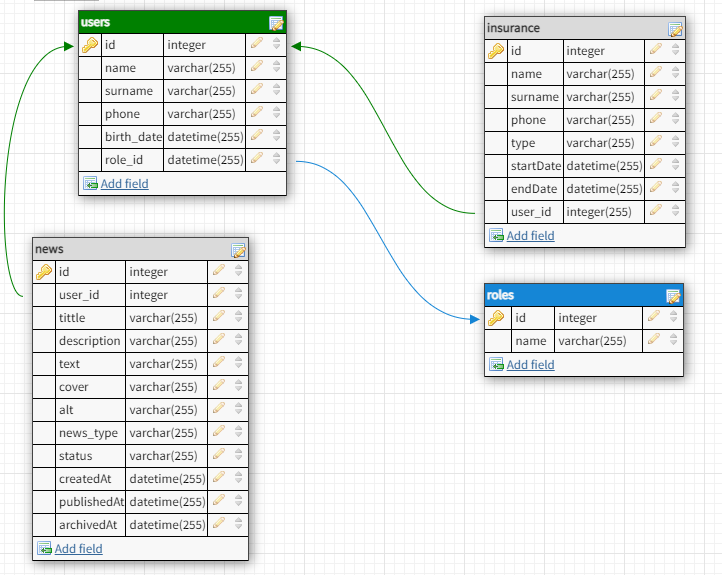 users
id integer
name varchar(255)
surname varchar(255)
phone varchar(255)
birth_date datetime(255)
role_id datetime(255)
Add field
insurance
id integer
name varchar(255)
surname varchar(255)
phone varchar(255)
type varchar(255)
startDate datetime(255)
endDate datetime(255)
user_id integer(255)
Add field
news
id integer
user_id integer
tittle varchar(255)
description varchar(255)
text varchar(255)
cover varchar(255)
alt varchar(255)
news_type varchar(255)
status varchar(255)
createdAt datetime(255)
publishedAt datetime(255)
archivedAt datetime(255)
Add field
roles
id integer
name varchar(255)
Add field